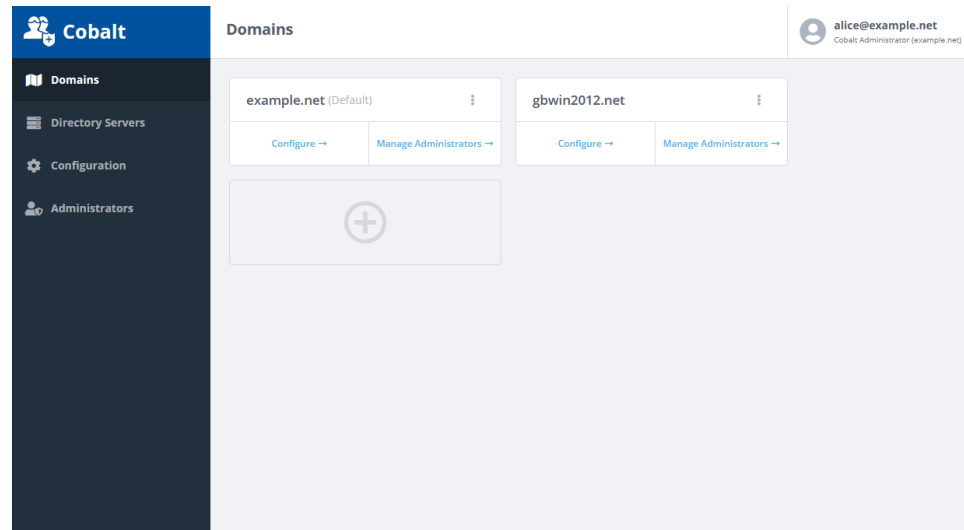 Cobalt
Domains
alice@example.net
Cobalt Administrator (example.net)
Domains
Directory Servers
Configuration
Administrators
example.net (Default)
Configure →
Manage Administrators →
gbwin2012.net
Configure →
Manage Administrators →